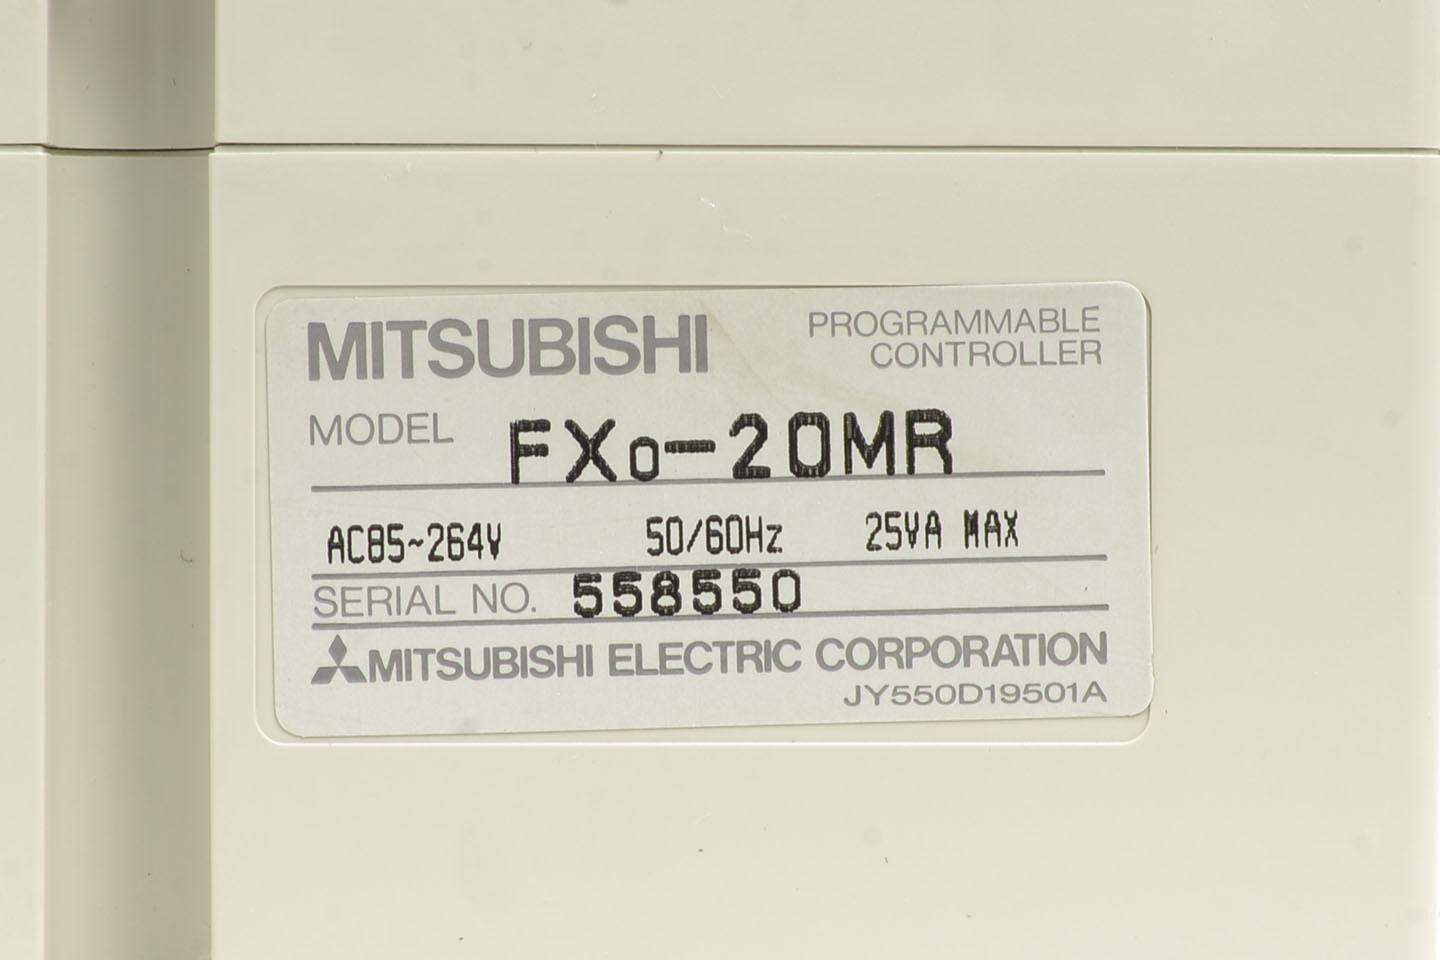 MITSUBISHI
PROGRAMMABLE
CONTROLLER
MODEL FX0-20MR
AC85~264V 50/60Hz 25VA MAX
SERIAL NO. 558550
MITSUBISHI ELECTRIC CORPORATION
JY550D19501A